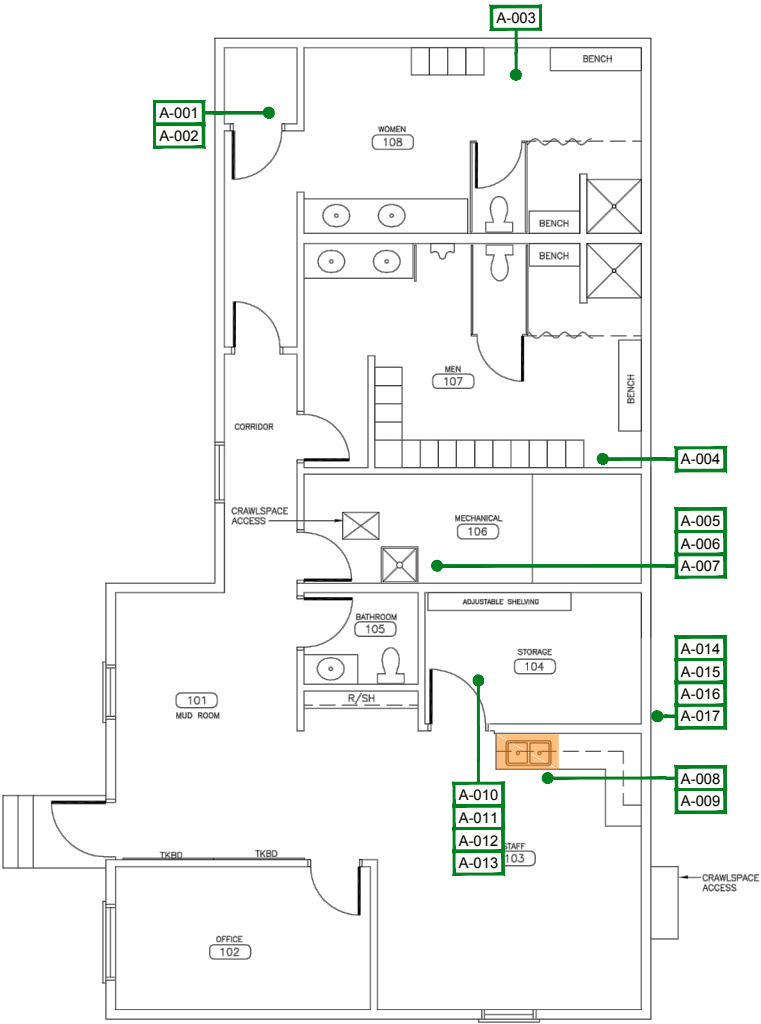 A-003
BENCH
A-001
A-002
WOMEN
108
BENCH
BENCH
MEN
107
BENCH
CORRIDOR
A-004
CRAWLSPACE
ACCESS
MECHANICAL
106
A-005
A-006
A-007
ADJUSTABLE SHELVING
BATHROOM
105
STORAGE
104
A-014
A-015
A-016
A-017
101
MUD ROOM
R/SH
A-008
A-009
A-010
A-011
A-012
A-013
STAFF
103
TKBD
TKBD
CRAWLSPACE
ACCESS
OFFICE
102